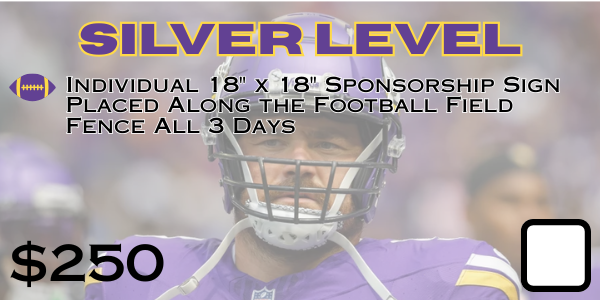 SILVER LEVEL
INDIVIDUAL 18" X 18" SPONSORSHIP SIGN
PLACED ALONG THE FOOTBALL FIELD
FENCE ALL 3 DAYS
$250